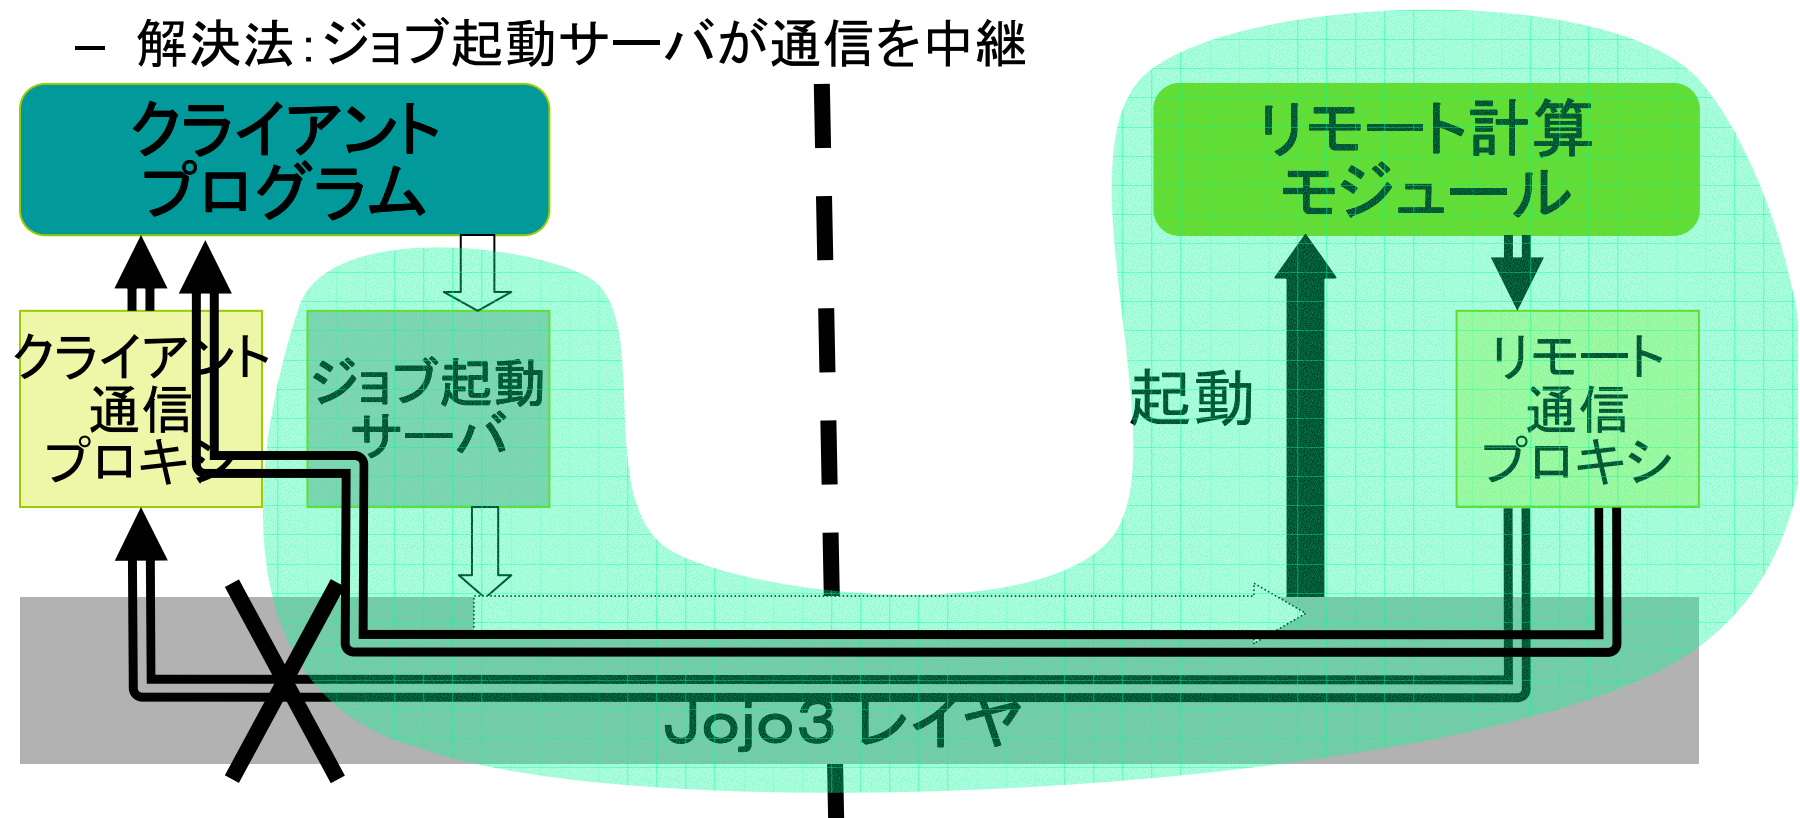 – 解決法：ジョブ起動サーバが通信を中継
クライアント
プログラム
リモート計算
モジュール
クライアント
通信
プロキシ
ジョブ起動
サーバ
起動
リモート
通信
プロキシ
Jojo3 レイヤ